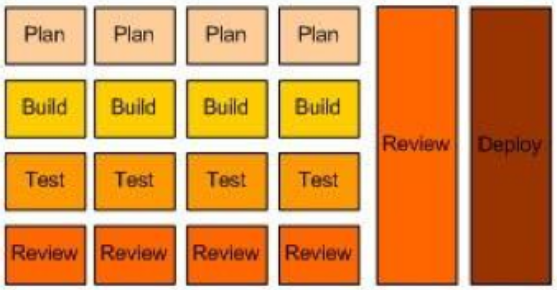 Plan Plan Plan Plan
Build Build Build Build
Review Deploy
Test Test Test Test
Review Review Review Review